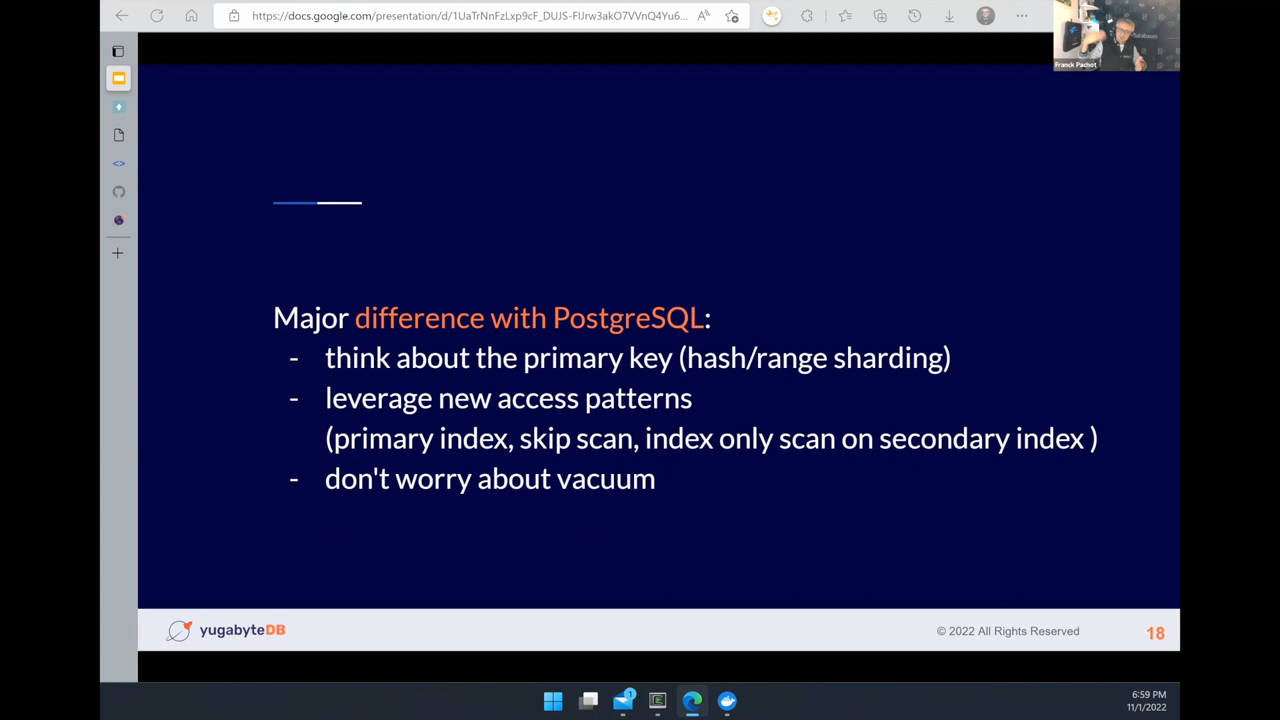 https://docs.google.com/presentation/d/1UaTrNnFzLxp9cF_DUJS-FIJrw3akO7VVnQ4Yu6...
Franck Pachot
Major difference with PostgreSQL:
- think about the primary key (hash/range sharding)
- leverage new access patterns
(primary index, skip scan, index only scan on secondary index )
- don't worry about vacuum
yugabyteDB
© 2022 All Rights Reserved
18
1
6:59 PM
11/1/2022